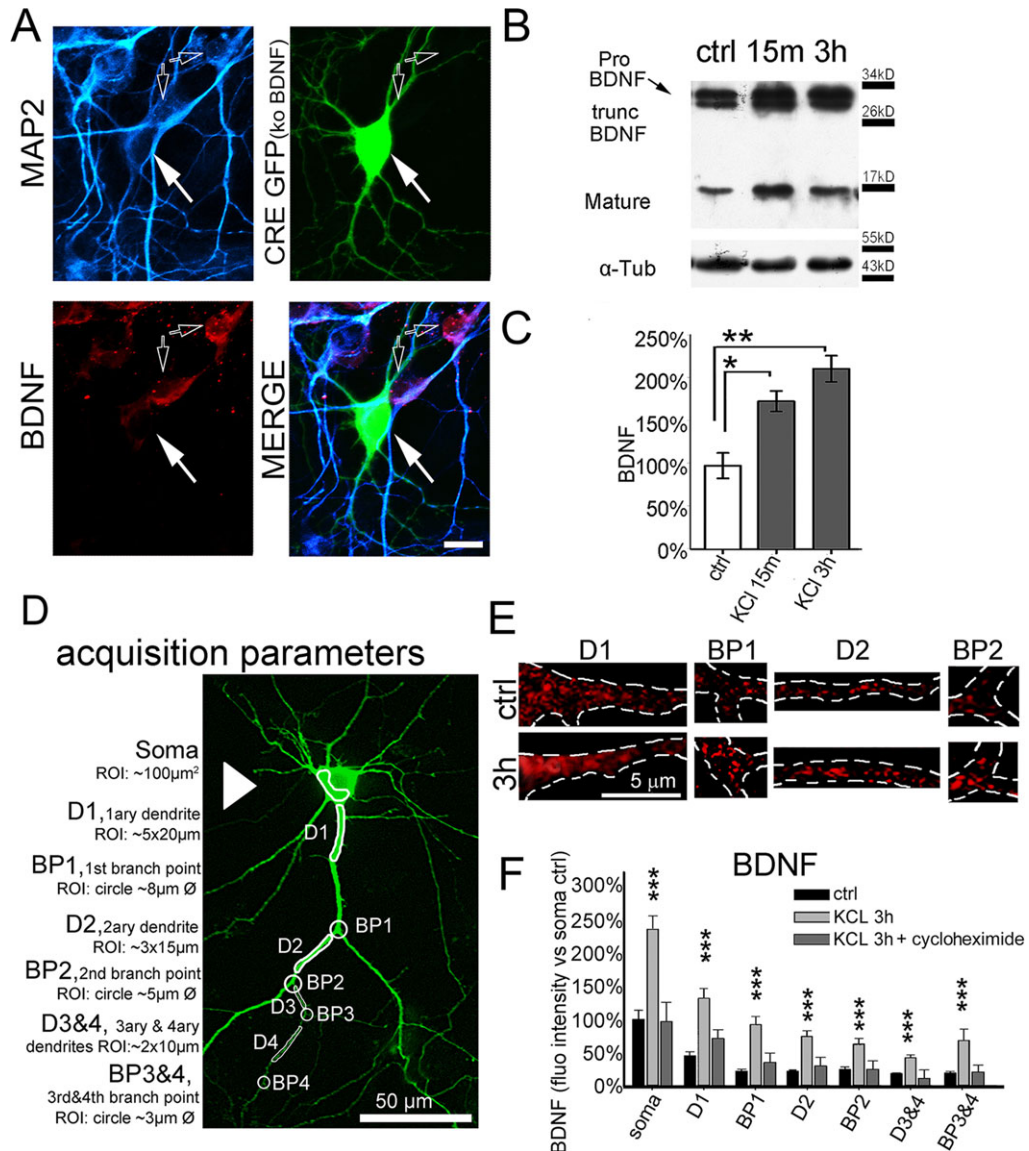 A
MAP2
CRE GFP(ko BDNF)
BDNF
MERGE
B
ctrl 15m 3h
Pro
BDNF
trunc
BDNF
Mature
α-Tub
34kD
26kD
17kD
55kD
43kD
C
BDNF
250%
200%
100%
50%
0%
**
*
ctrl
KCl 15m
KCl 3h
D
acquisition parameters
Soma
ROI: ~100µm²
D1,1ary dendrite
ROI: ~5x20µm
BP1,1st branch point
ROI: circle ~8µm Ø
D2,2ary dendrite
ROI: ~3x15µm
BP2,2nd branch point
ROI: circle ~5µm Ø
D3&4, 3ary & 4ary
dendrites ROI:~2x10µm
BP3&4,
3rd&4th branch point
ROI: circle ~3µm Ø
D1
BP1
D2
BP2
D3
BP3
D4
BP4
50 µm
E
D1 BP1 D2 BP2
ctrl
3h
5 µm
F
BDNF
BDNF (fluo intensity vs soma ctrl)
300%
250%
200%
150%
100%
50%
0%
ctrl
KCL 3h
KCL 3h + cycloheximide
*** *** *** *** *** *** ***
soma
D1
BP1
D2
BP2
D3&4
BP3&4